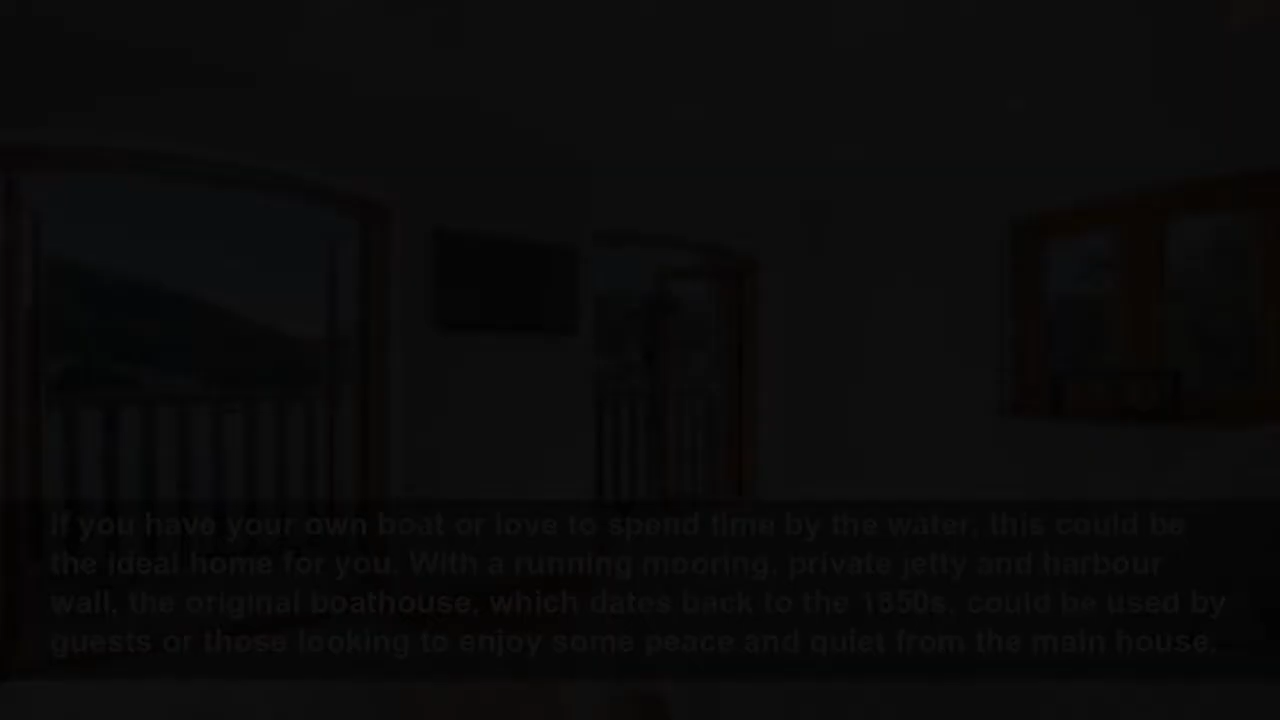 If you have your own boat or love to spend time by the water, this could be
the ideal home for you. With a running mooring, private jetty and harbour
wall, the original boathouse, which dates back to the 1850s, could be used by
guests or those looking to enjoy some peace and quiet from the main house.